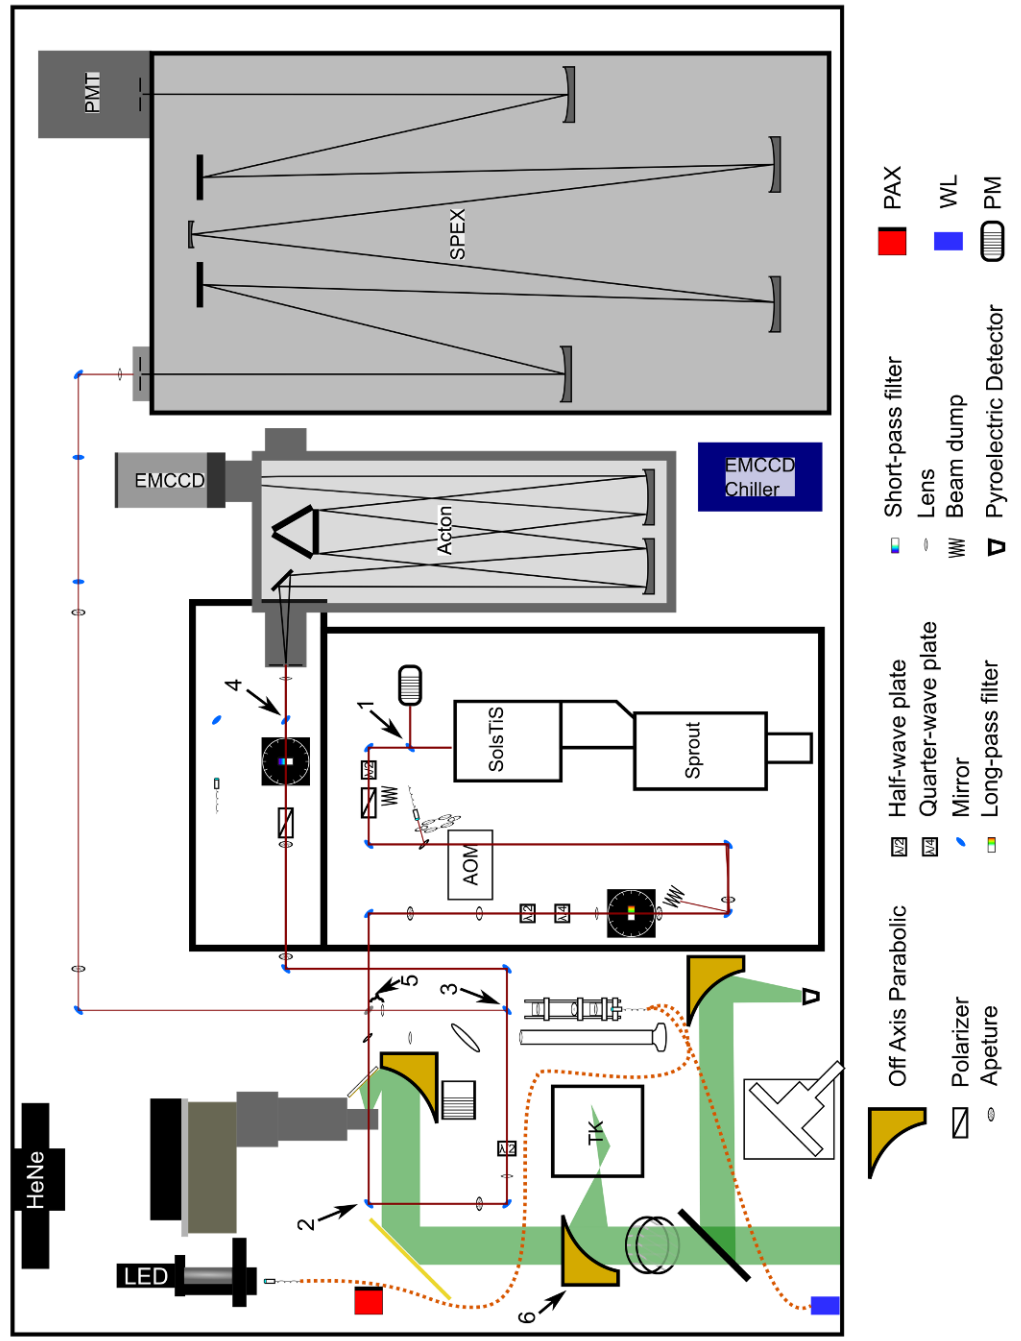 PMT
SPEX
EMCCD
Acton
EMCCD
Chiller
4
1
SolsTiS
Sprout
λ/2
AOM
λ/2
λ/4
5
3
λ/2
TK
2
6
HeNe
LED
PAX
WL
PM
Short-pass filter
Lens
Beam dump
Pyroelectric Detector
λ/2 Half-wave plate
λ/4 Quarter-wave plate
Mirror
Long-pass filter
Off Axis Parabolic
Polarizer
Apeture